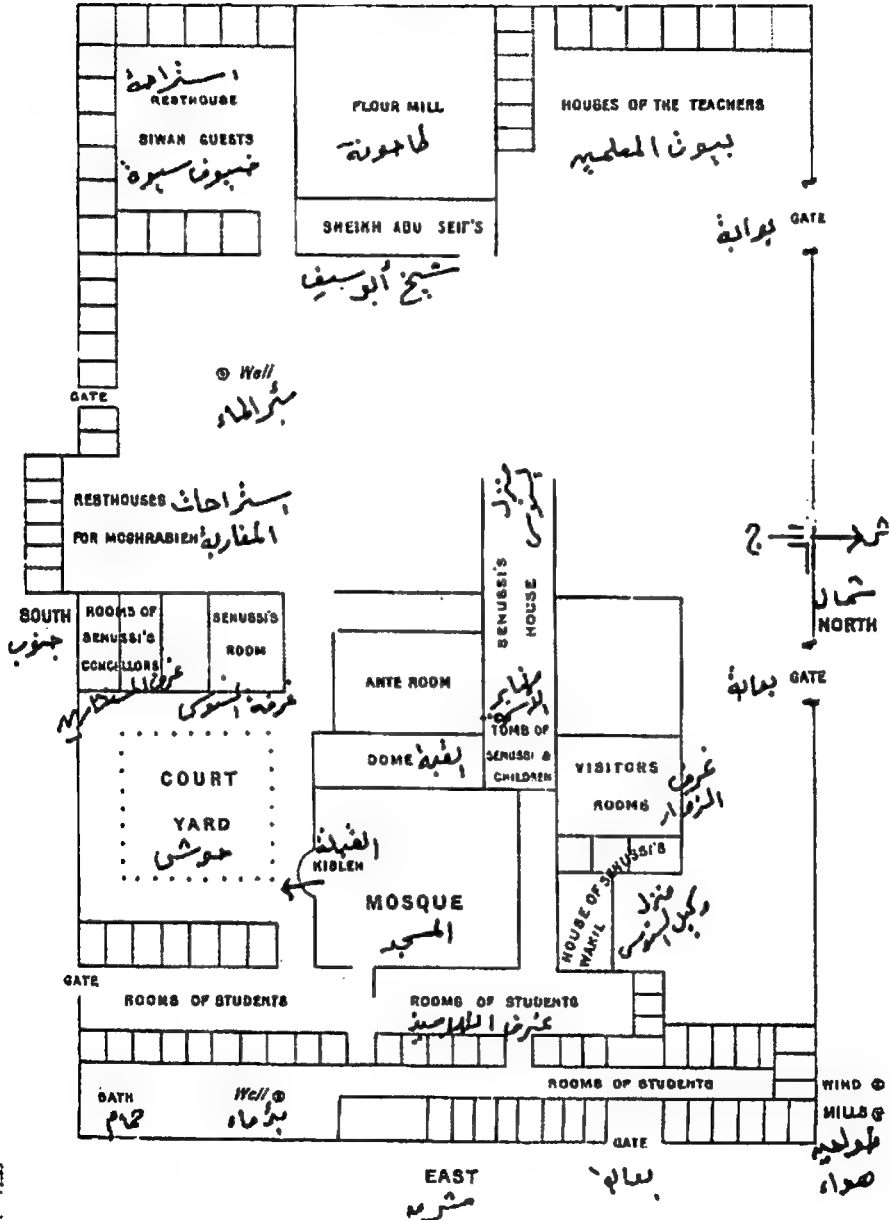 استراحة
RESTHOUSE
SIWAN GUESTS
ضيوف سيوة
FLOUR MILL
طاحونة
HOUSES OF THE TEACHERS
بيوت المعلمين
SHEIKH ABU SEIF'S
شيخ أبو سيف
بوابة GATE
Well
بئر الماء
GATE
RESTHOUSES استراحات
FOR MOGHRABIEH المغاربة
ج ش
شمال
NORTH
SOUTH
جنوب
ROOMS OF
SENUSSI'S
CONCELLORS
SENUSSI'S
ROOM
غرفة السنوسي
SENUSSI'S
HOUSE
ANTE ROOM
بوابة GATE
TOMB OF
SENUSSI &
CHILDREN
DOME القبة
VISITORS
ROOMS
غرف
الزوار
COURT
YARD
حوش
القبلة
KIBLEH
MOSQUE
المسجد
HOUSE OF SENUSSI'S
WAKIL
منزل
وكيل السنوسي
GATE
ROOMS OF STUDENTS
ROOMS OF STUDENTS
غرف التلاميذ
ROOMS OF STUDENTS
BATH
حمام
Well
بئر ماء
WIND
MILLS
طواحين
هواء
GATE
بوابة
EAST
شرق